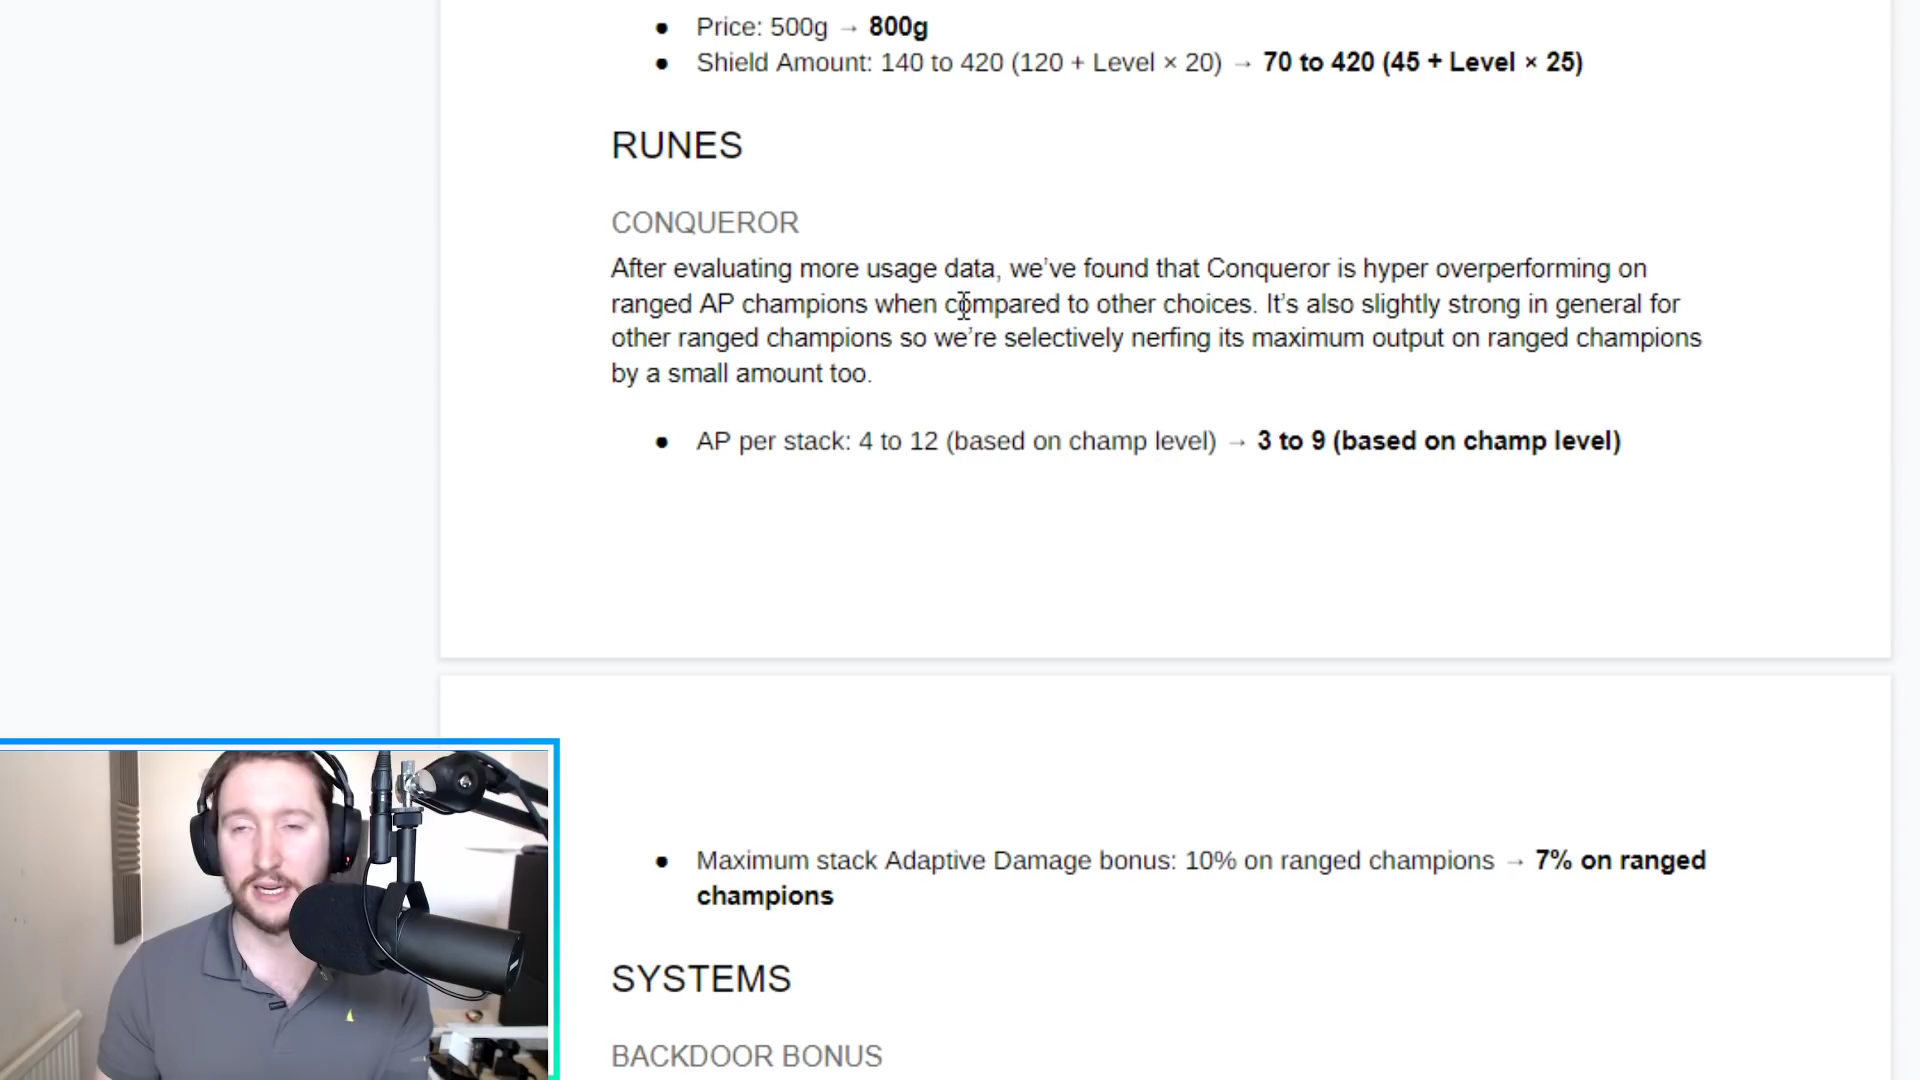 ● Price: 500g → 800g
● Shield Amount: 140 to 420 (120 + Level × 20) → 70 to 420 (45 + Level × 25)
RUNES
CONQUEROR
After evaluating more usage data, we’ve found that Conqueror is hyper overperforming on
ranged AP champions when compared to other choices. It’s also slightly strong in general for
other ranged champions so we’re selectively nerfing its maximum output on ranged champions
by a small amount too.
● AP per stack: 4 to 12 (based on champ level) → 3 to 9 (based on champ level)
● Maximum stack Adaptive Damage bonus: 10% on ranged champions → 7% on ranged
champions
SYSTEMS
BACKDOOR BONUS